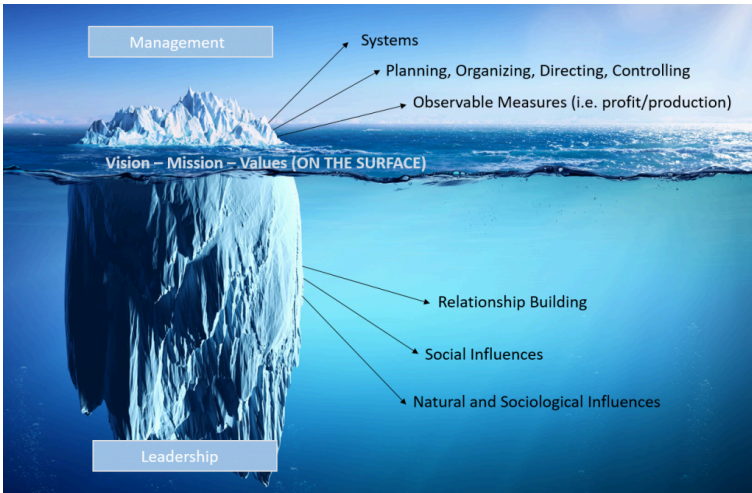 Management
Systems
Planning, Organizing, Directing, Controlling
Observable Measures (i.e. profit/production)
Vision – Mission – Values (ON THE SURFACE)
Relationship Building
Social Influences
Natural and Sociological Influences
Leadership